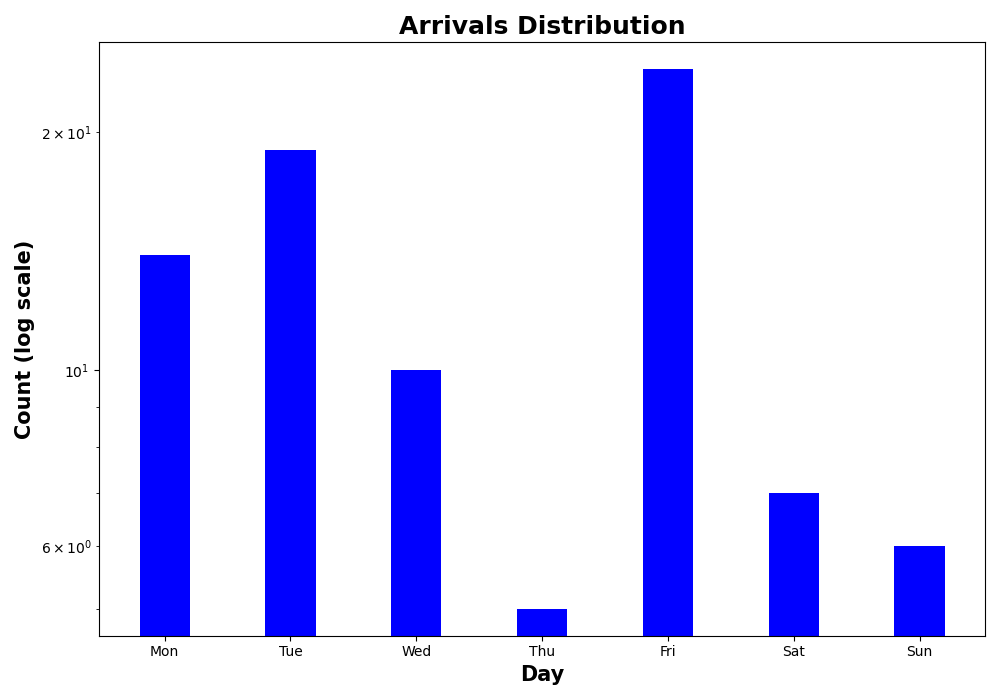 Arrivals Distribution
Count (log scale)
2 × 10¹
10¹
6 × 10⁰
Mon Tue Wed Thu Fri Sat Sun
Day